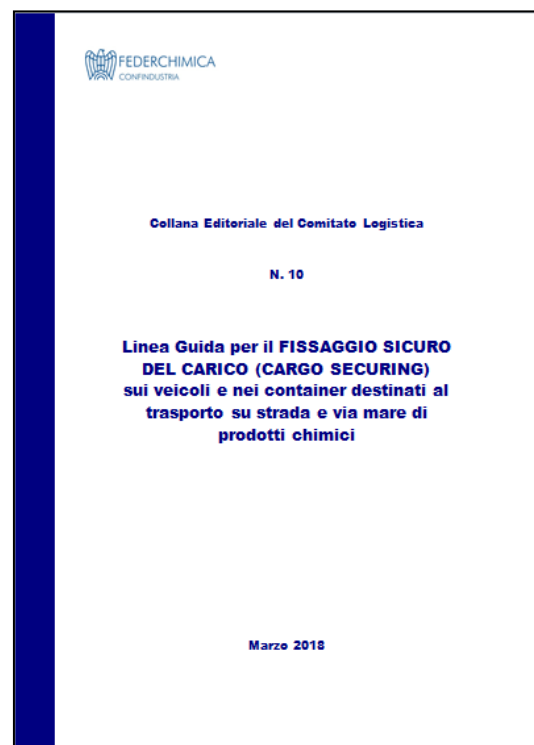 FEDERCHIMICA
CONFINDUSTRIA
Collana Editoriale del Comitato Logistica
N. 10
Linea Guida per il FISSAGGIO SICURO
DEL CARICO (CARGO SECURING)
sui veicoli e nei container destinati al
trasporto su strada e via mare di
prodotti chimici
Marzo 2018